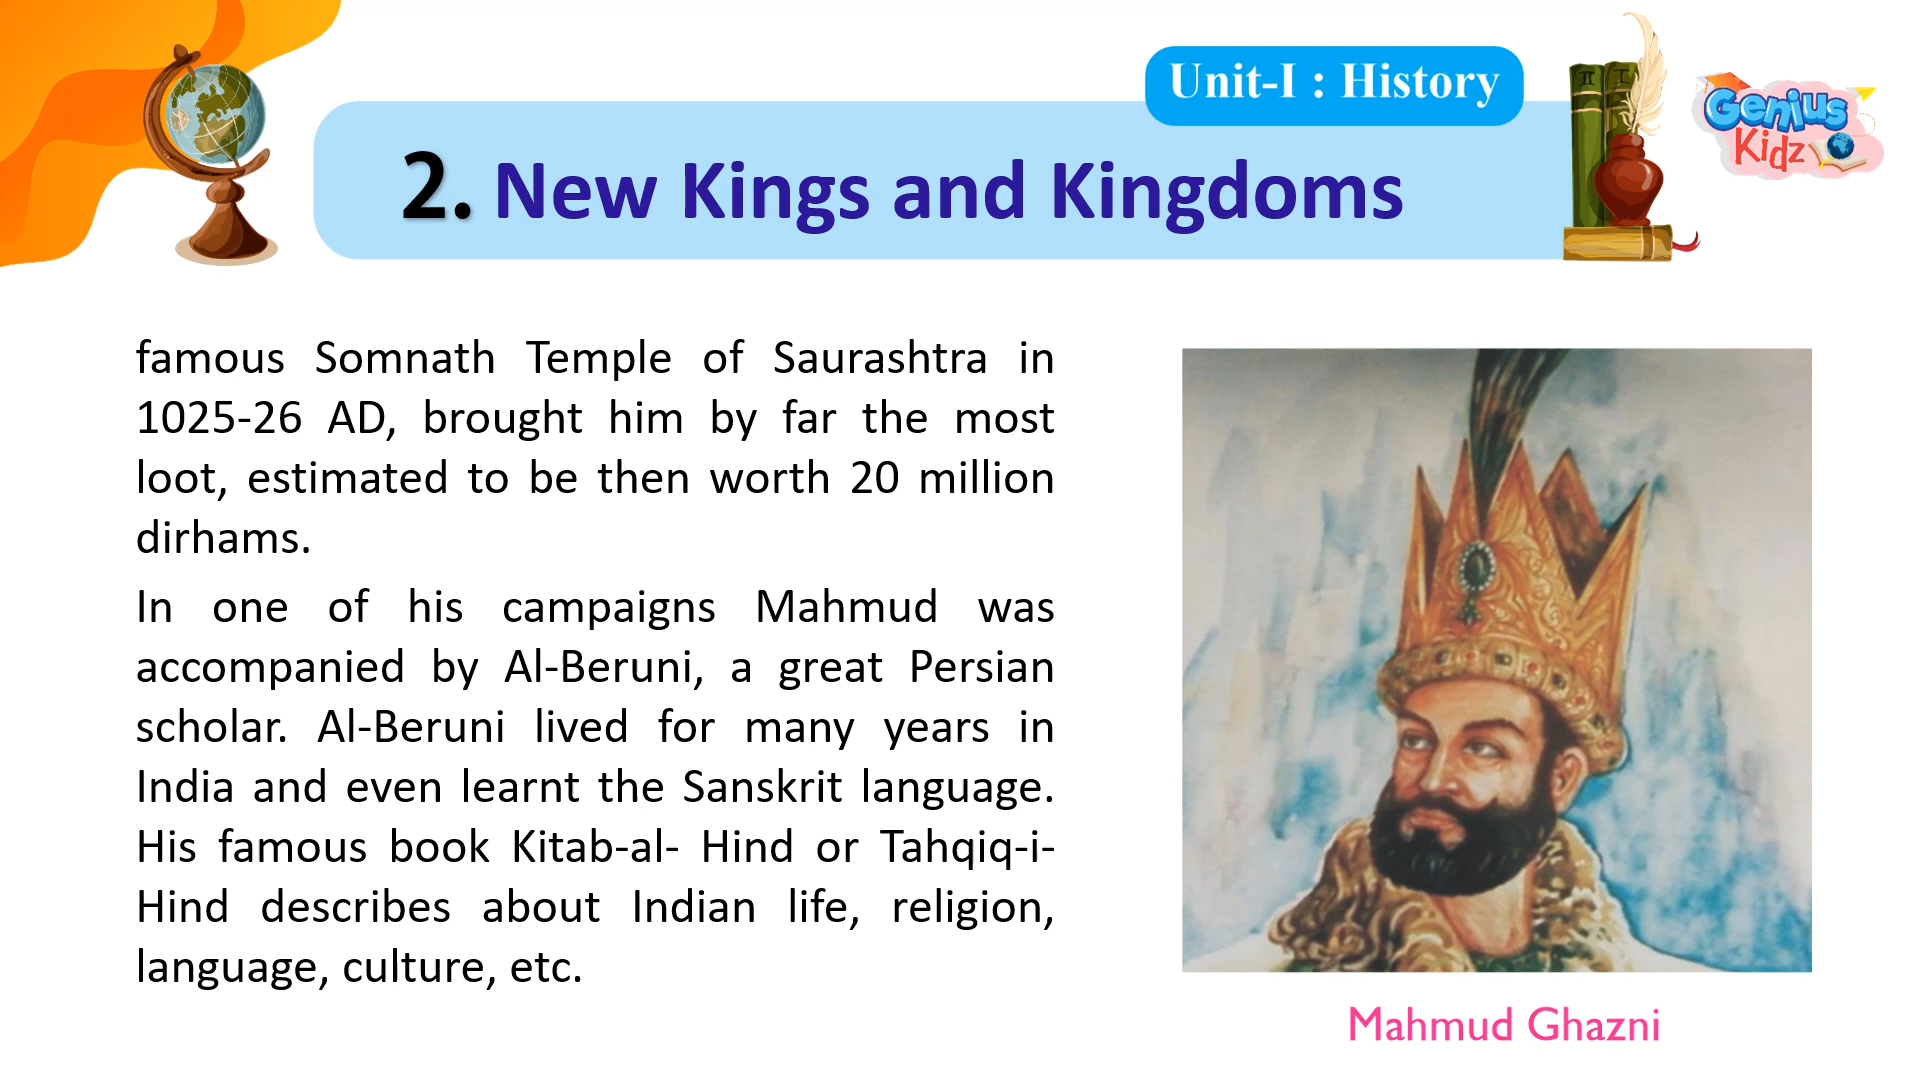 Unit-I : History
Genius
Kidz
2. New Kings and Kingdoms
famous Somnath Temple of Saurashtra in
1025-26 AD, brought him by far the most
loot, estimated to be then worth 20 million
dirhams.
In one of his campaigns Mahmud was
accompanied by Al-Beruni, a great Persian
scholar. Al-Beruni lived for many years in
India and even learnt the Sanskrit language.
His famous book Kitab-al- Hind or Tahqiq-i-
Hind describes about Indian life, religion,
language, culture, etc.
Mahmud Ghazni